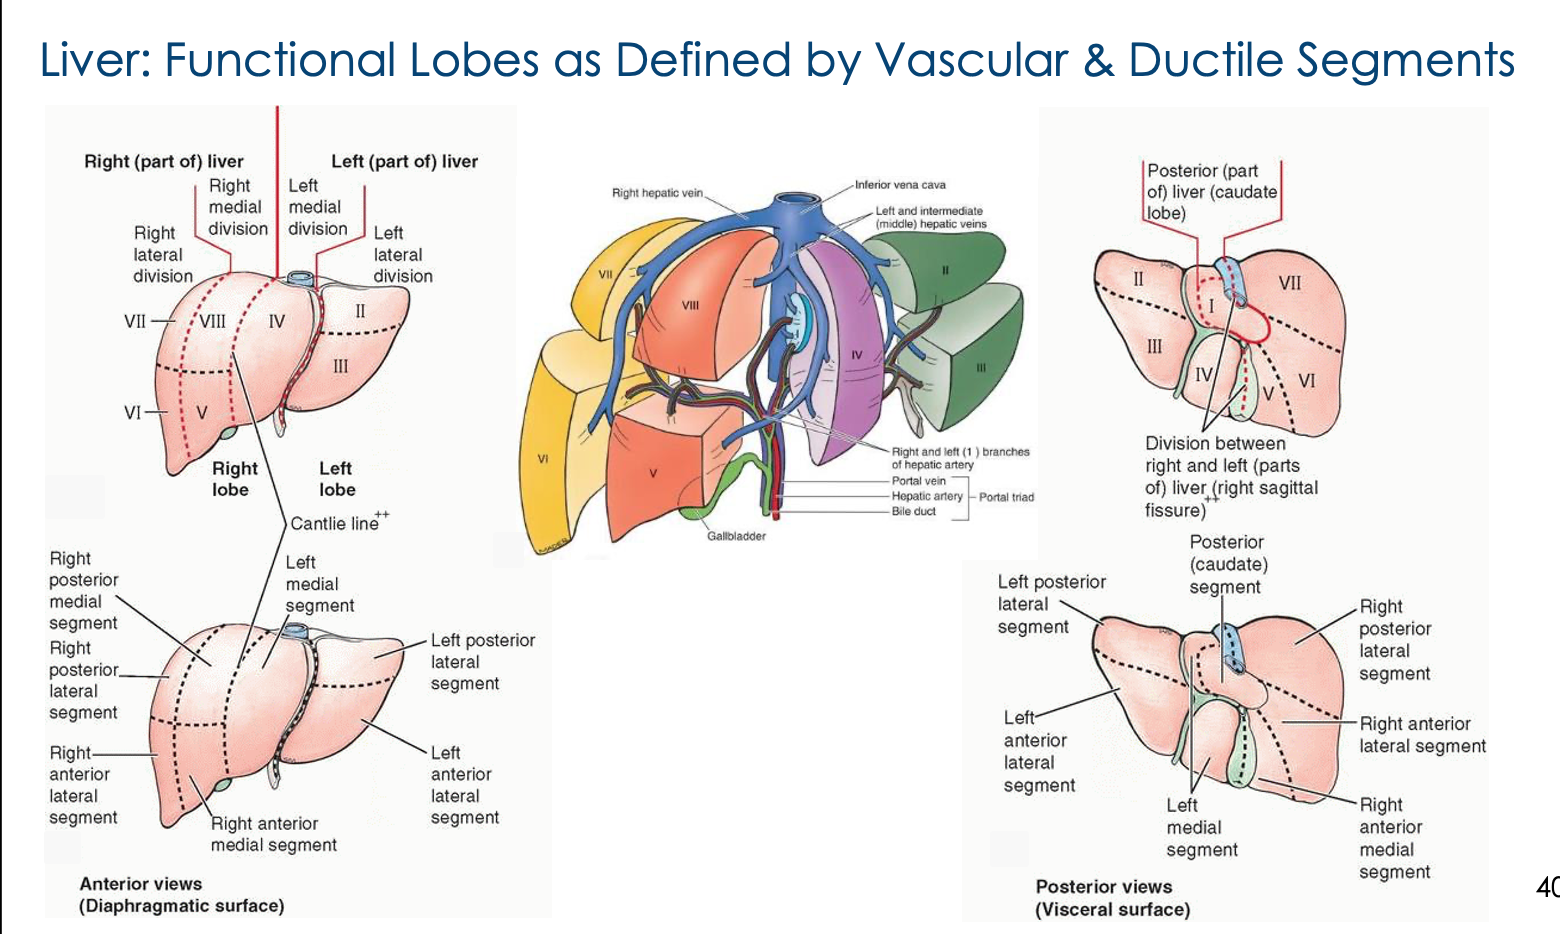 Liver: Functional Lobes as Defined by Vascular & Ductile Segments
Right (part of) liver
Left (part of) liver
Right
medial
division
Left
medial
division
Right
lateral
division
Left
lateral
division
VII
VIII
IV
II
III
VI
V
Right
lobe
Left
lobe
Cantlie line++
Right
posterior
medial
segment
Right
posterior
lateral
segment
Right
anterior
lateral
segment
Left
medial
segment
Left posterior
lateral
segment
Left
anterior
lateral
segment
Right anterior
medial segment
Anterior views
(Diaphragmatic surface)
Right hepatic vein
Inferior vena cava
Left and intermediate
(middle) hepatic veins
VII
VIII
II
IV
III
VI
V
Right and left (1 ) branches
of hepatic artery
Portal vein
Hepatic artery
Bile duct
Portal triad
Gallbladder
MADER
Posterior (part
of) liver (caudate
lobe)
II
I
VII
III
IV
V
VI
Division between
right and left (parts
of) liver (right sagittal
fissure)++
Posterior
(caudate)
segment
Left posterior
lateral
segment
Right
posterior
lateral
segment
Left
anterior
lateral
segment
Right anterior
lateral segment
Left
medial
segment
Right
anterior
medial
segment
Posterior views
(Visceral surface)
40